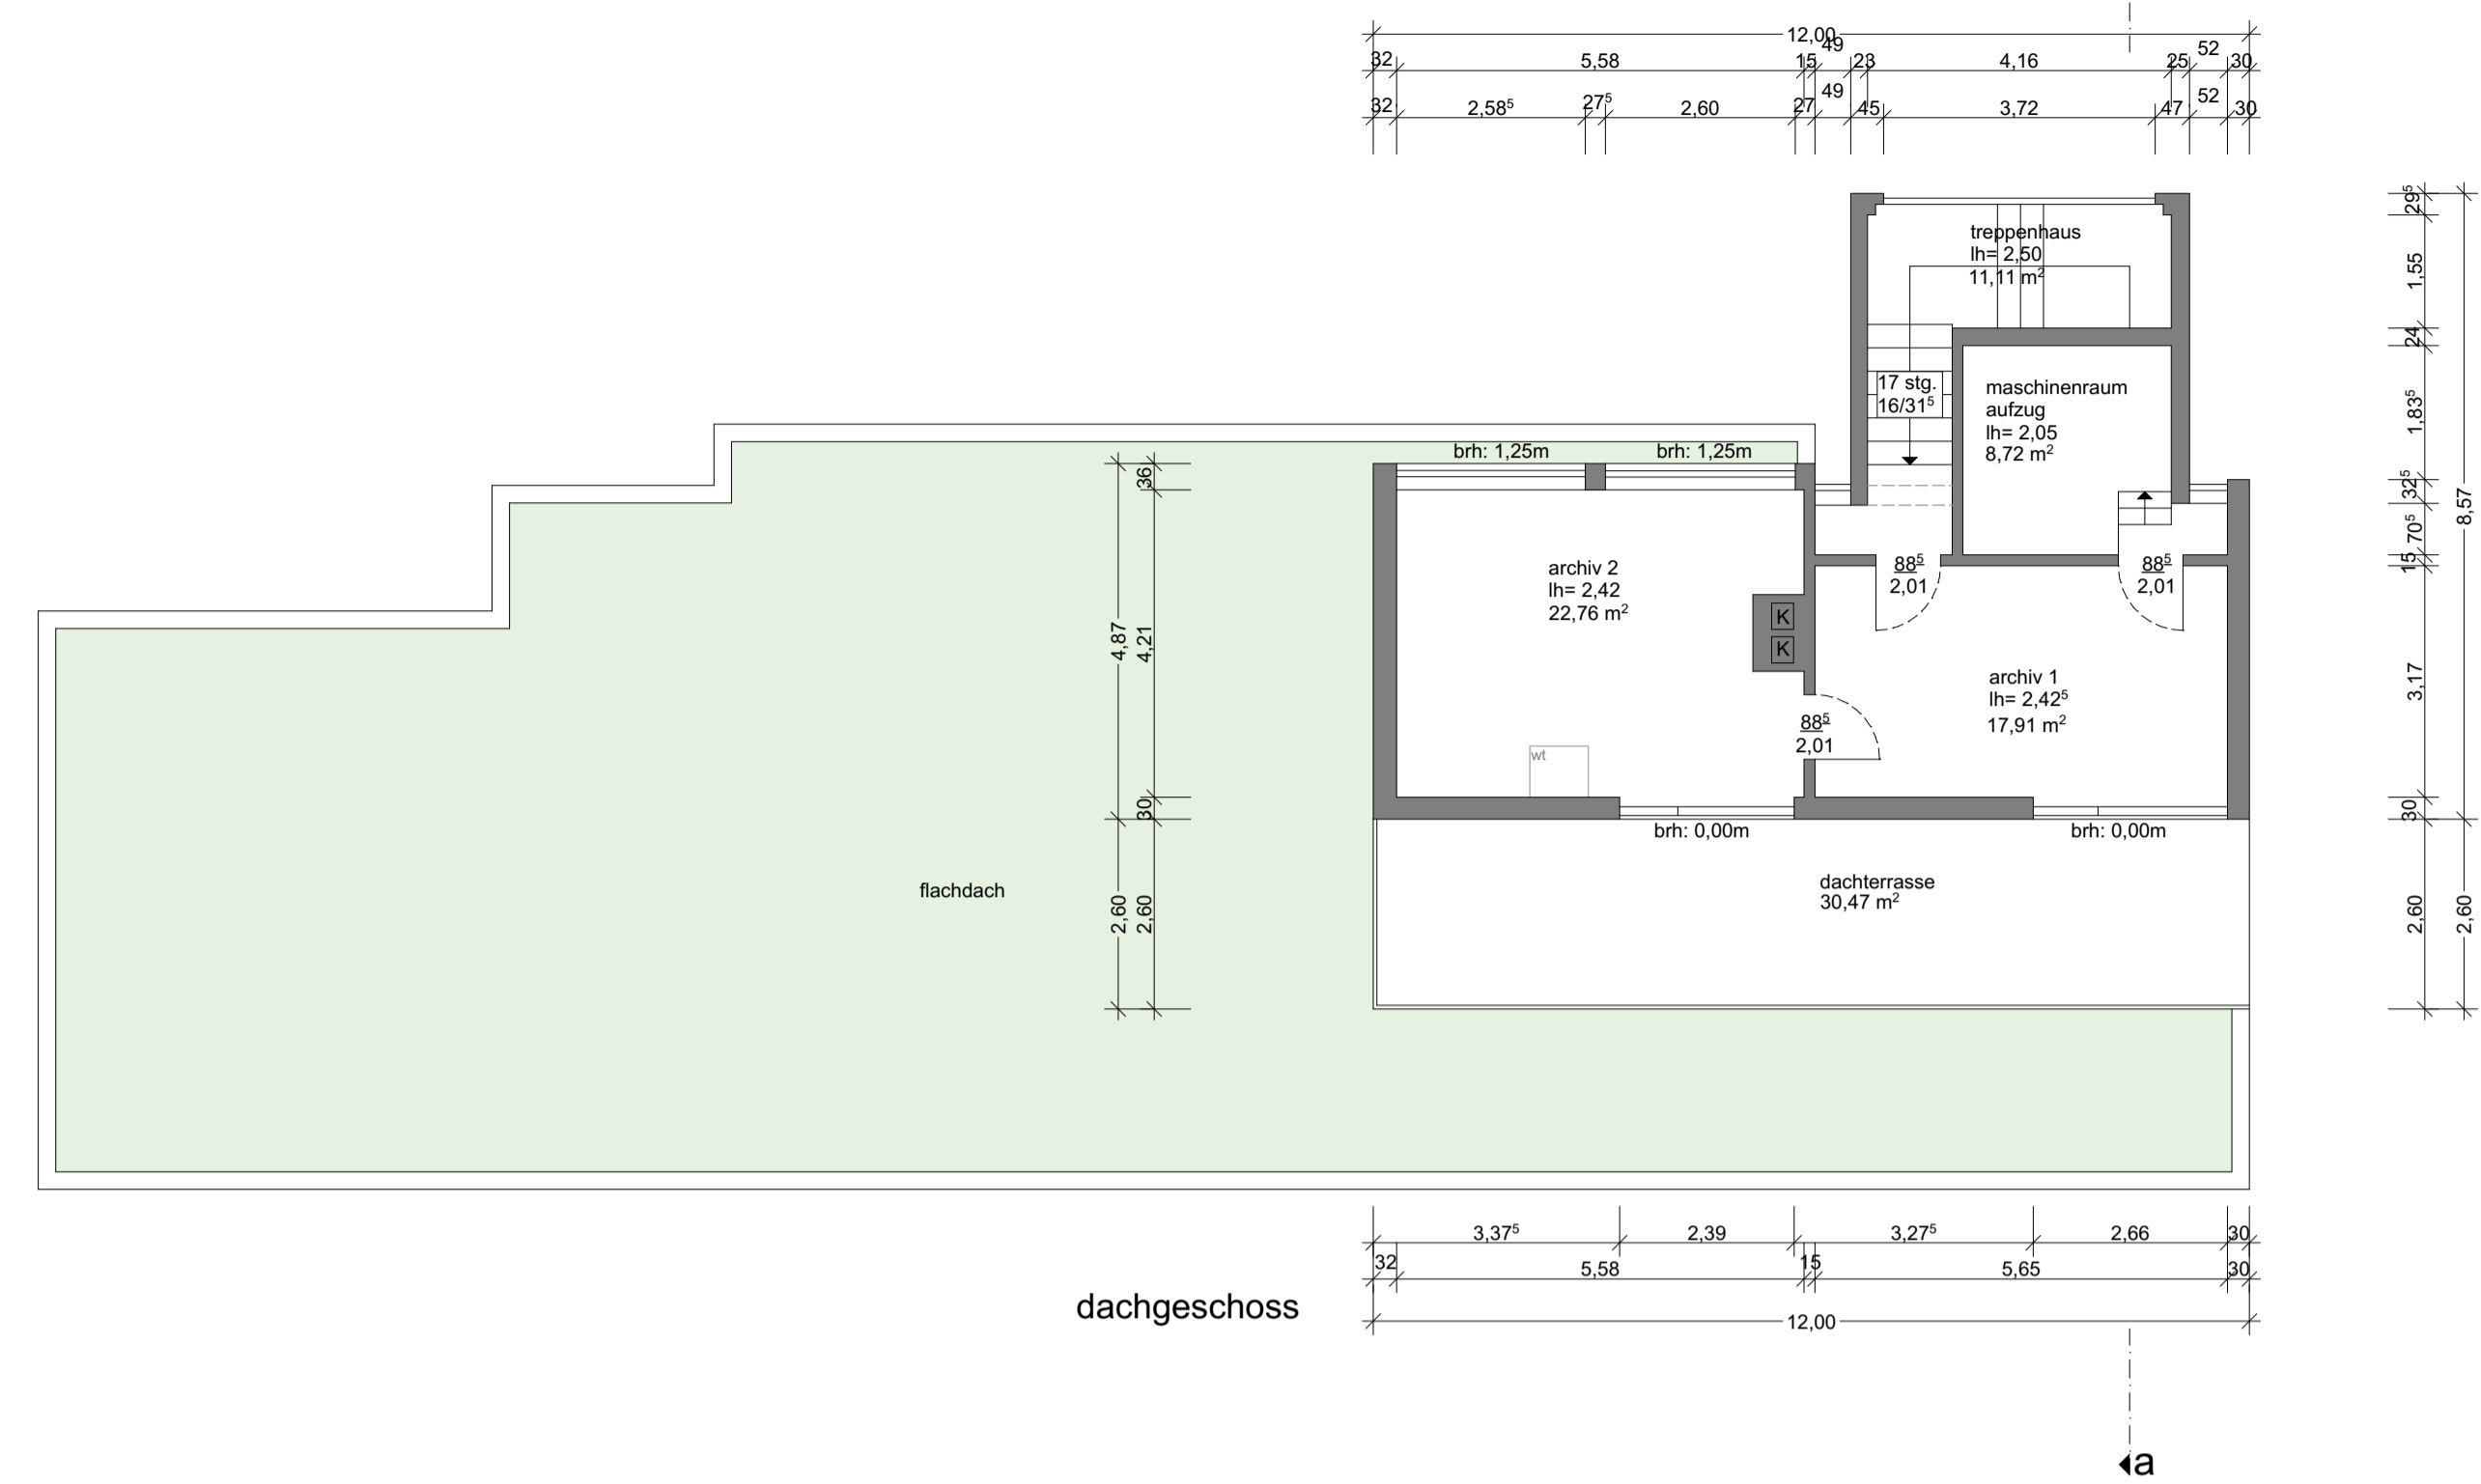 12,00
49
52
32
5,58
15
23
4,16
25
30
49
52
32
2,58⁵
27⁵
2,60
27
45
3,72
47
30
treppenhaus
lh= 2,50
11,11 m²
29⁵
1,55
24
1,83⁵
32⁵
70⁵
15
3,17
30
2,60
8,57
2,60
17 stg.
16/31⁵
maschinenraum
aufzug
lh= 2,05
8,72 m²
brh: 1,25m
brh: 1,25m
36
4,87
4,21
30
2,60
2,60
archiv 2
lh= 2,42
22,76 m²
K
K
88⁵
2,01
88⁵
2,01
archiv 1
lh= 2,42⁵
17,91 m²
88⁵
2,01
wt
brh: 0,00m
brh: 0,00m
flachdach
dachterrasse
30,47 m²
3,37⁵
2,39
3,27⁵
2,66
30
32
5,58
15
5,65
30
dachgeschoss
12,00
a